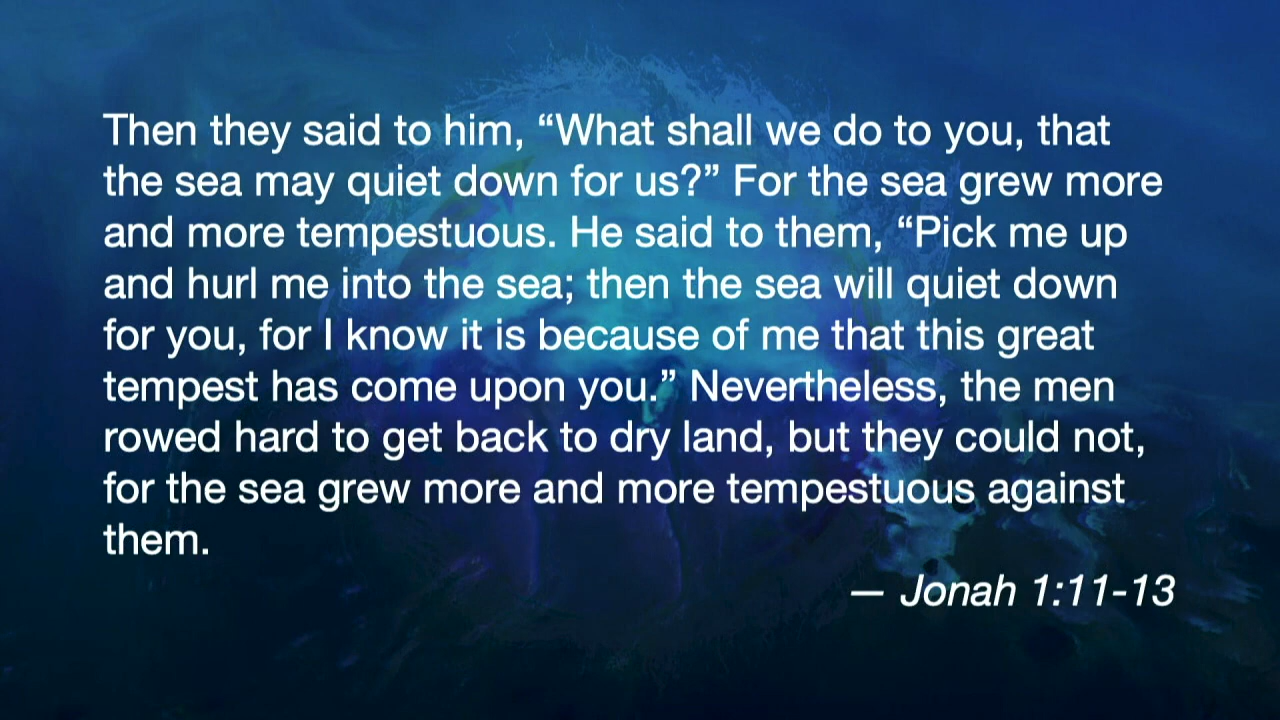 Then they said to him, “What shall we do to you, that
the sea may quiet down for us?” For the sea grew more
and more tempestuous. He said to them, “Pick me up
and hurl me into the sea; then the sea will quiet down
for you, for I know it is because of me that this great
tempest has come upon you.” Nevertheless, the men
rowed hard to get back to dry land, but they could not,
for the sea grew more and more tempestuous against
them.
— Jonah 1:11-13